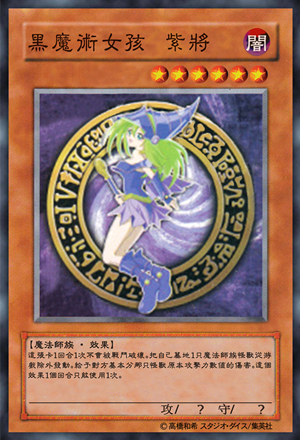 黑魔術女孩　紫將
闇
【魔法師族・效果】
這張卡1回合1次不會被戰鬥破壞。把自己墓地1只魔法師族怪獸從游
戲除外發動。給予對方基本分那只怪獸原本攻擊力數值的傷害。這個
效果1個回合只能使用1次。
攻/　?　守/　?
©高橋和希 スタジオ・ダイス/集英社